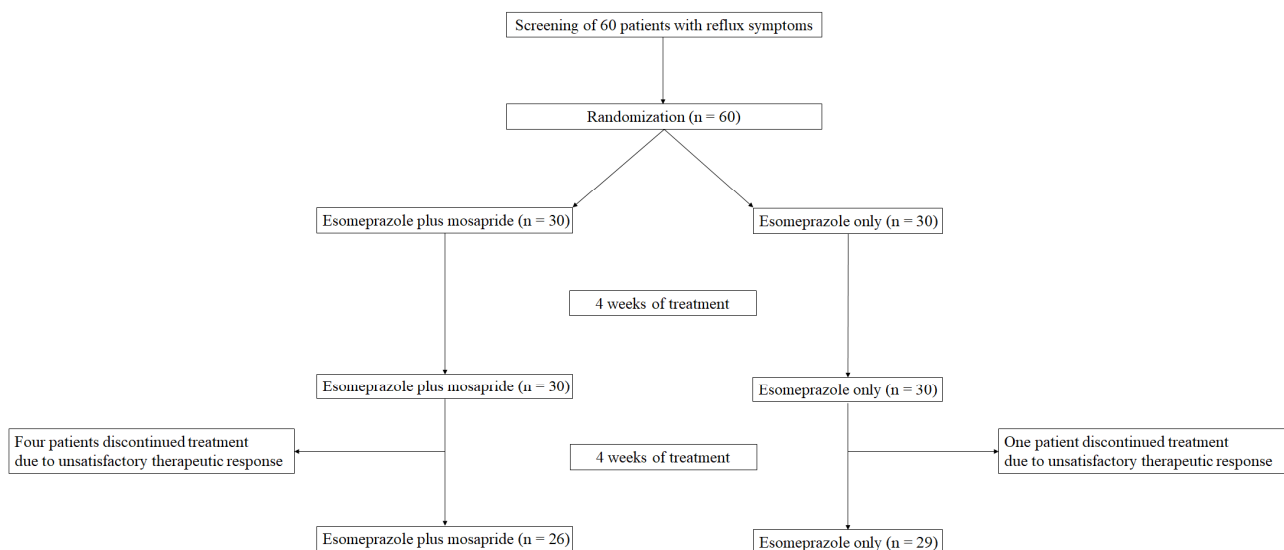 Screening of 60 patients with reflux symptoms
Randomization (n = 60)
Esomeprazole plus mosapride (n = 30)
Esomeprazole only (n = 30)
4 weeks of treatment
Esomeprazole plus mosapride (n = 30)
Esomeprazole only (n = 30)
Four patients discontinued treatment
due to unsatisfactory therapeutic response
4 weeks of treatment
One patient discontinued treatment
due to unsatisfactory therapeutic response
Esomeprazole plus mosapride (n = 26)
Esomeprazole only (n = 29)